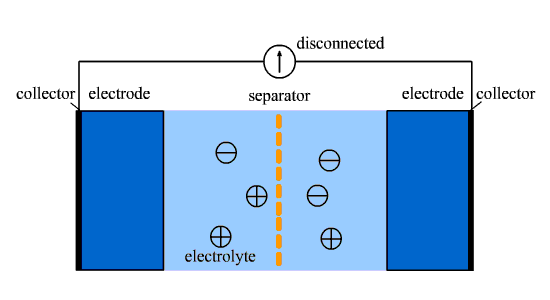 disconnected
collector
electrode
separator
electrode
collector
electrolyte